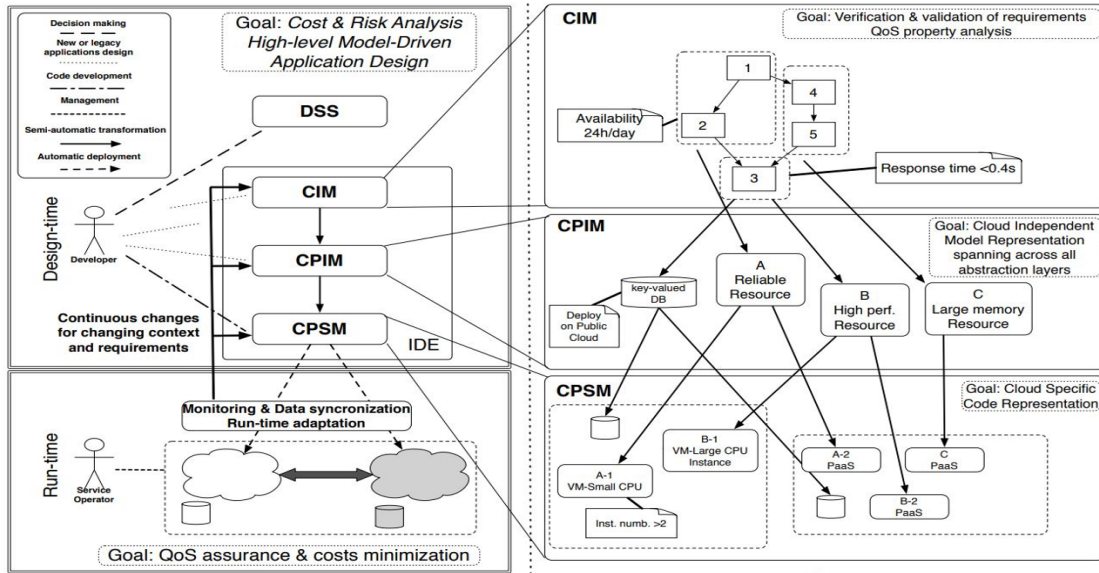 Decision making
New or legacy
applications design
Code development
Management
Semi-automatic transformation
Automatic deployment
Goal: Cost & Risk Analysis
High-level Model-Driven
Application Design
DSS
CIM
CPIM
CPSM
IDE
Design-time
Developer
Continuous changes
for changing context
and requirements
Run-time
Monitoring & Data syncronization
Run-time adaptation
Service
Operator
Goal: QoS assurance & costs minimization
CIM
Goal: Verification & validation of requirements
QoS property analysis
1
4
2
5
3
Availability
24h/day
Response time <0.4s
CPIM
Goal: Cloud Independent
Model Representation
spanning across all
abstraction layers
key-valued
DB
Deploy
on Public
Cloud
A
Reliable
Resource
B
High perf.
Resource
C
Large memory
Resource
CPSM
Goal: Cloud Specific
Code Representation
B-1
VM-Large CPU
Instance
A-1
VM-Small CPU
Inst. numb. >2
A-2
PaaS
C
PaaS
B-2
PaaS